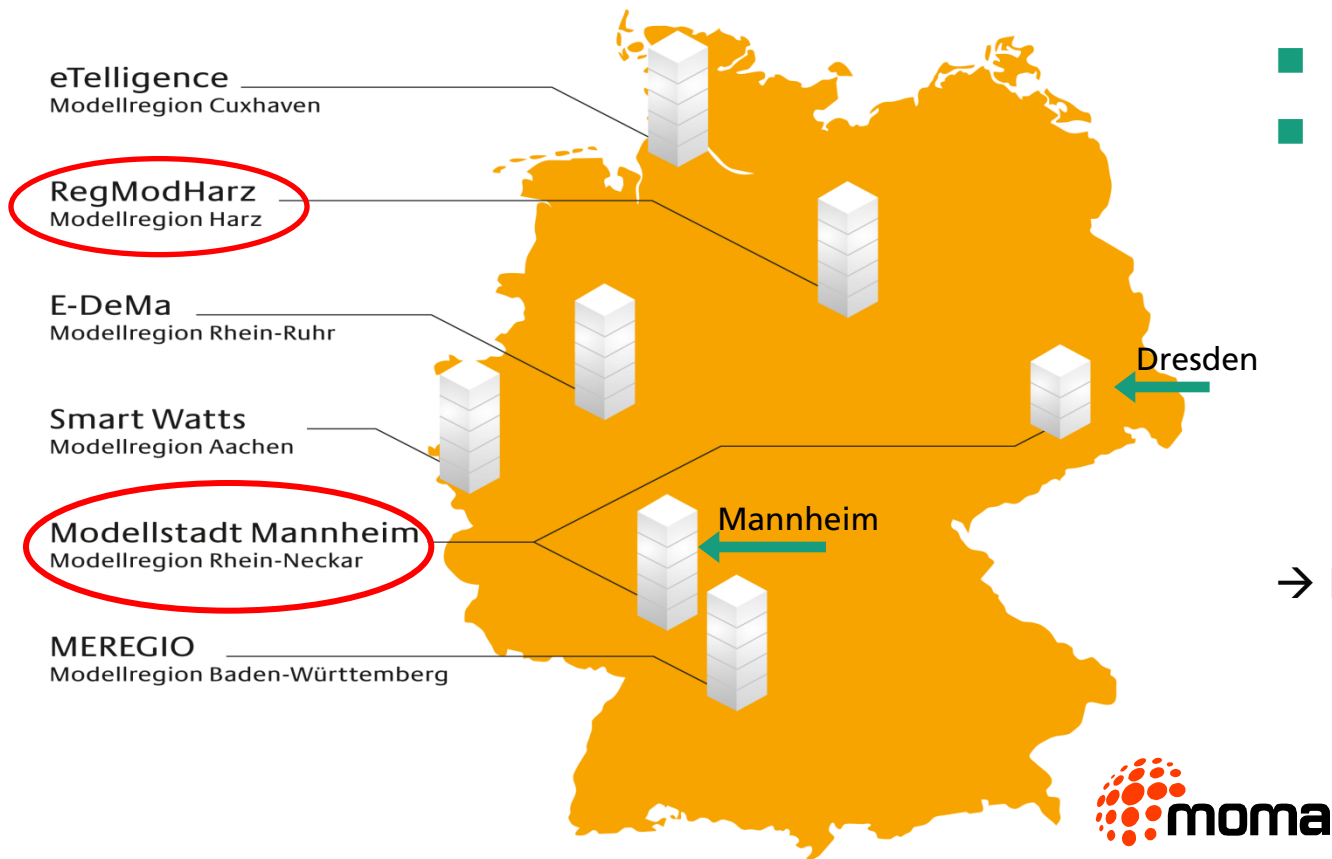 eTelligence
Modellregion Cuxhaven
RegModHarz
Modellregion Harz
E-DeMa
Modellregion Rhein-Ruhr
Dresden
Smart Watts
Modellregion Aachen
Mannheim
Modellstadt Mannheim
Modellregion Rhein-Neckar
→
MEREGIO
Modellregion Baden-Württemberg
moma